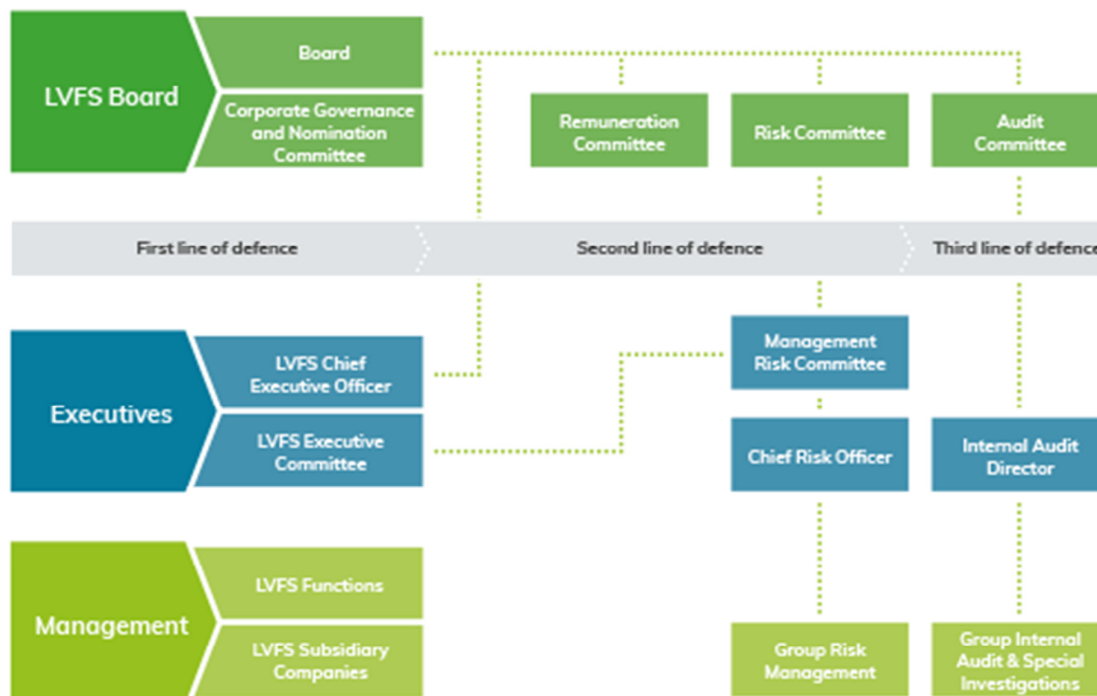 LVFS Board
Board
Corporate Governance
and Nomination
Committee
Remuneration
Committee
Risk Committee
Audit
Committee
First line of defence
Second line of defence
Third line of defence
Executives
LVFS Chief
Executive Officer
LVFS Executive
Committee
Management
Risk Committee
Chief Risk Officer
Internal Audit
Director
Management
LVFS Functions
LVFS Subsidiary
Companies
Group Risk
Management
Group Internal
Audit & Special
Investigations